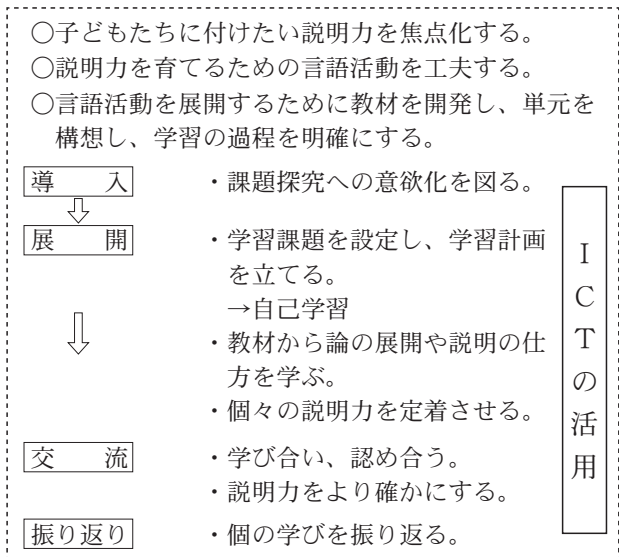 ○子どもたちに付けたい説明力を焦点化する。
○説明力を育てるための言語活動を工夫する。
○言語活動を展開するために教材を開発し、単元を
構想し、学習の過程を明確にする。
導　入　・課題探究への意欲化を図る。
展　開　・学習課題を設定し、学習計画
を立てる。
→自己学習
・教材から論の展開や説明の仕
方を学ぶ。
・個々の説明力を定着させる。
交　流　・学び合い、認め合う。
・説明力をより確かにする。
振り返り　・個の学びを振り返る。
ICTの活用